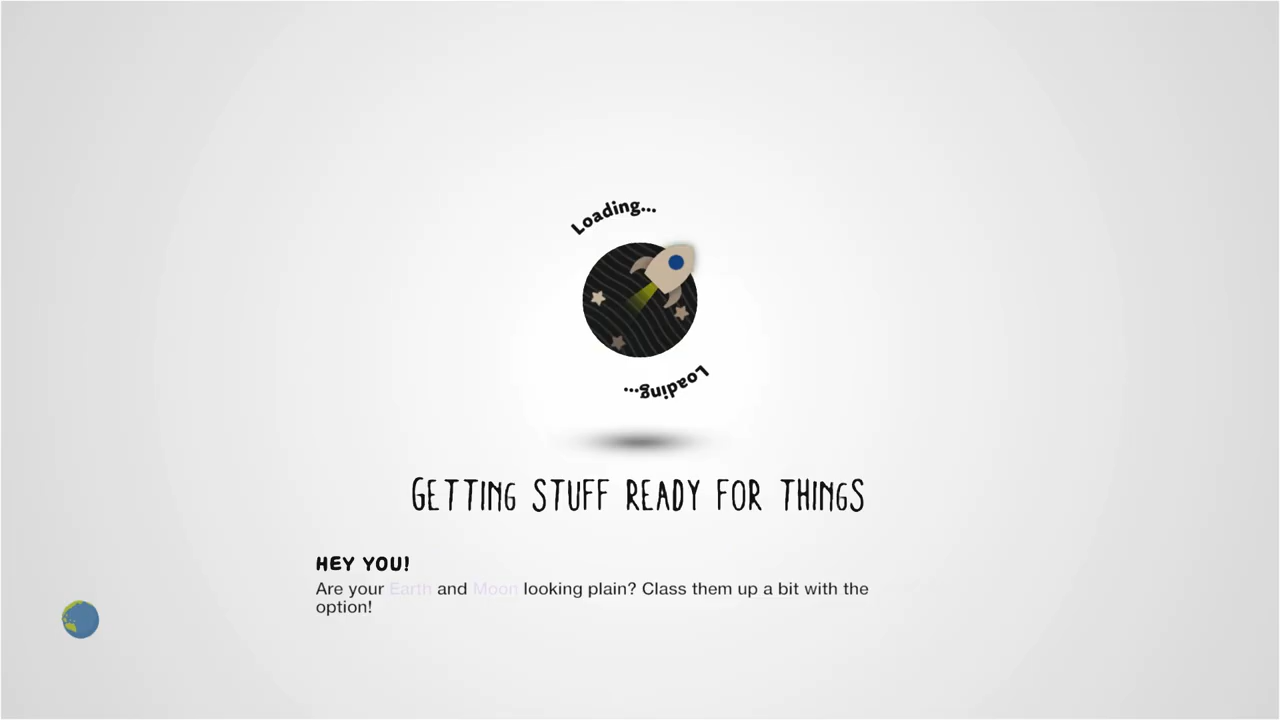 Loading...
Loading...
GETTING STUFF READY FOR THINGS
HEY YOU!
Are your Earth and Moon looking plain? Class them up a bit with the
option!